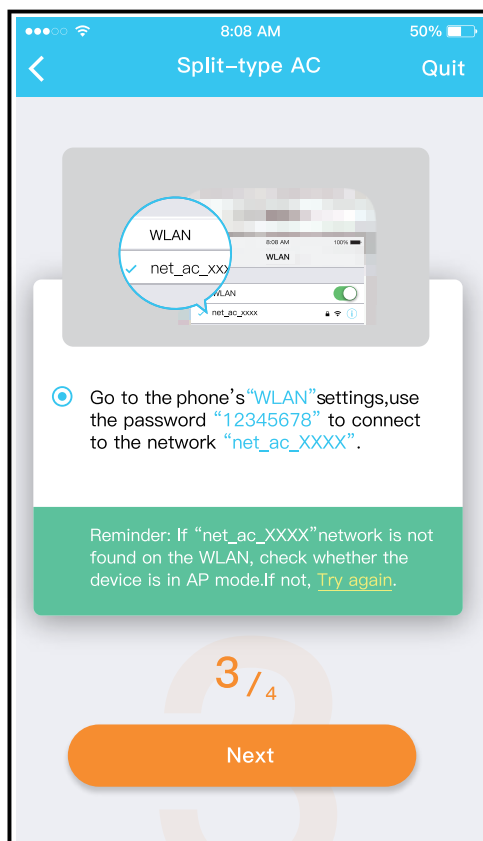 8:08 AM 50%
Split-type AC Quit
WLAN
net_ac_xxx
8:08 AM 100%
WLAN
WLAN
net_ac_xxxx
Go to the phone's“WLAN”settings,use
the password “12345678” to connect
to the network “net_ac_XXXX”.
Reminder: If “net_ac_XXXX”network is not
found on the WLAN, check whether the
device is in AP mode.If not, Try again.
3/4
Next